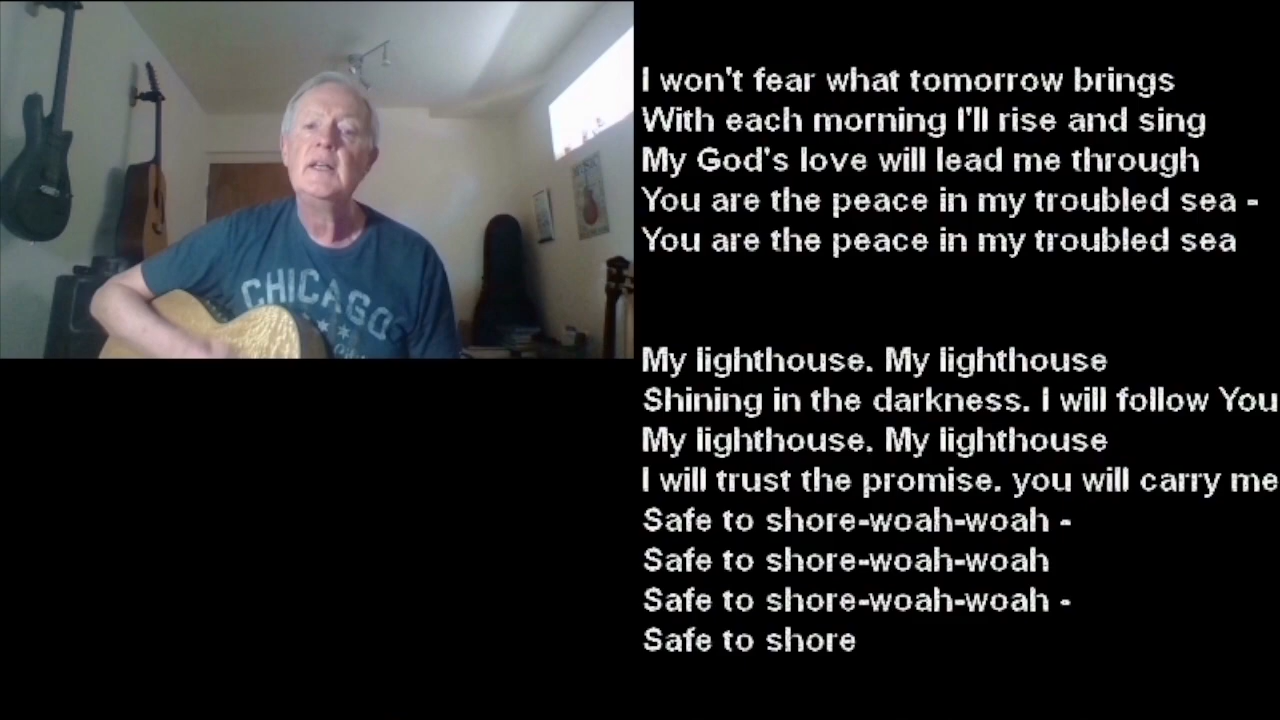 CHICAGO
I won't fear what tomorrow brings
With each morning I'll rise and sing
My God's love will lead me through
You are the peace in my troubled sea -
You are the peace in my troubled sea
My lighthouse. My lighthouse
Shining in the darkness. I will follow You
My lighthouse. My lighthouse
I will trust the promise. you will carry me
Safe to shore-woah-woah -
Safe to shore-woah-woah
Safe to shore-woah-woah -
Safe to shore